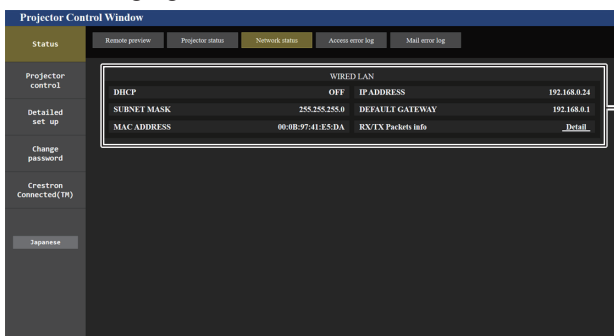 Projector Control Window
Status
Remote preview
Projector status
Network status
Access error log
Mail error log
Projector
control
Detailed
set up
Change
password
Crestron
Connected(TM)
Japanese
WIRED LAN
DHCP OFF IP ADDRESS 192.168.0.24
SUBNET MASK 255.255.255.0 DEFAULT GATEWAY 192.168.0.1
MAC ADDRESS 00:0B:97:41:E5:DA RX/TX Packets info Detail